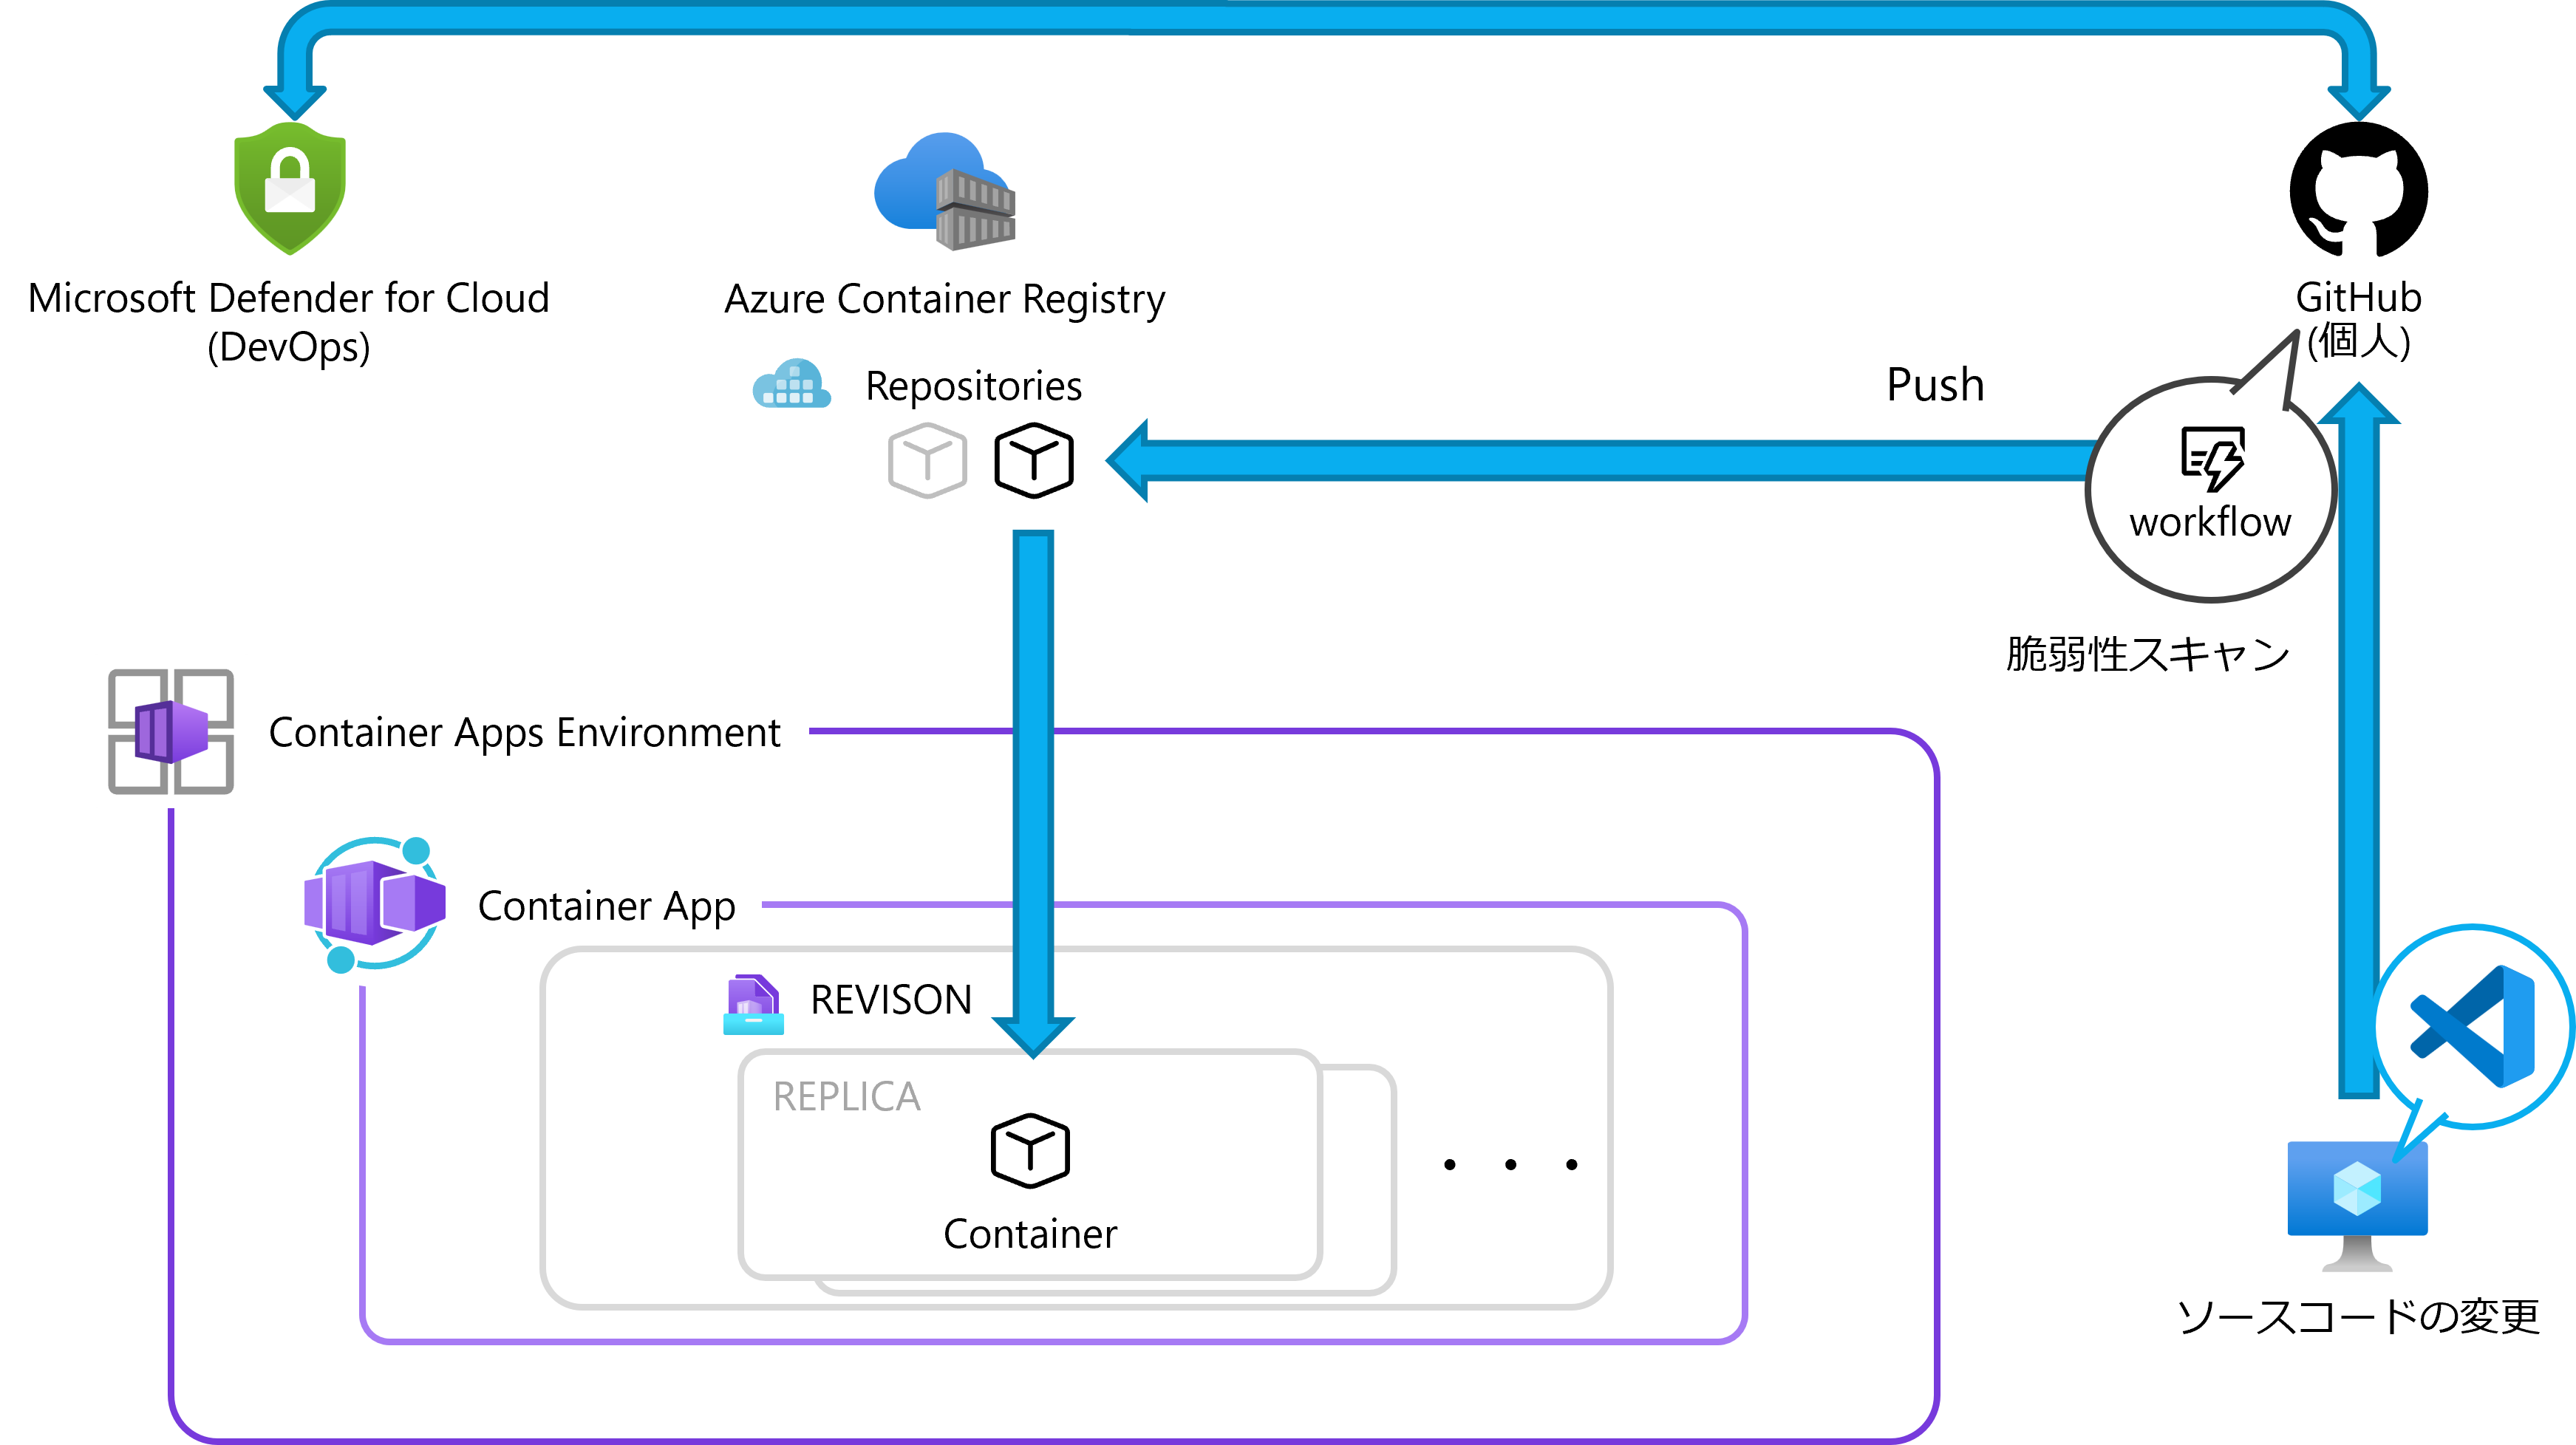 Microsoft Defender for Cloud
(DevOps)
Azure Container Registry
Repositories
GitHub
(個人)
Push
workflow
脆弱性スキャン
Container Apps Environment
Container App
REVISON
REPLICA
Container
・・・
ソースコードの変更